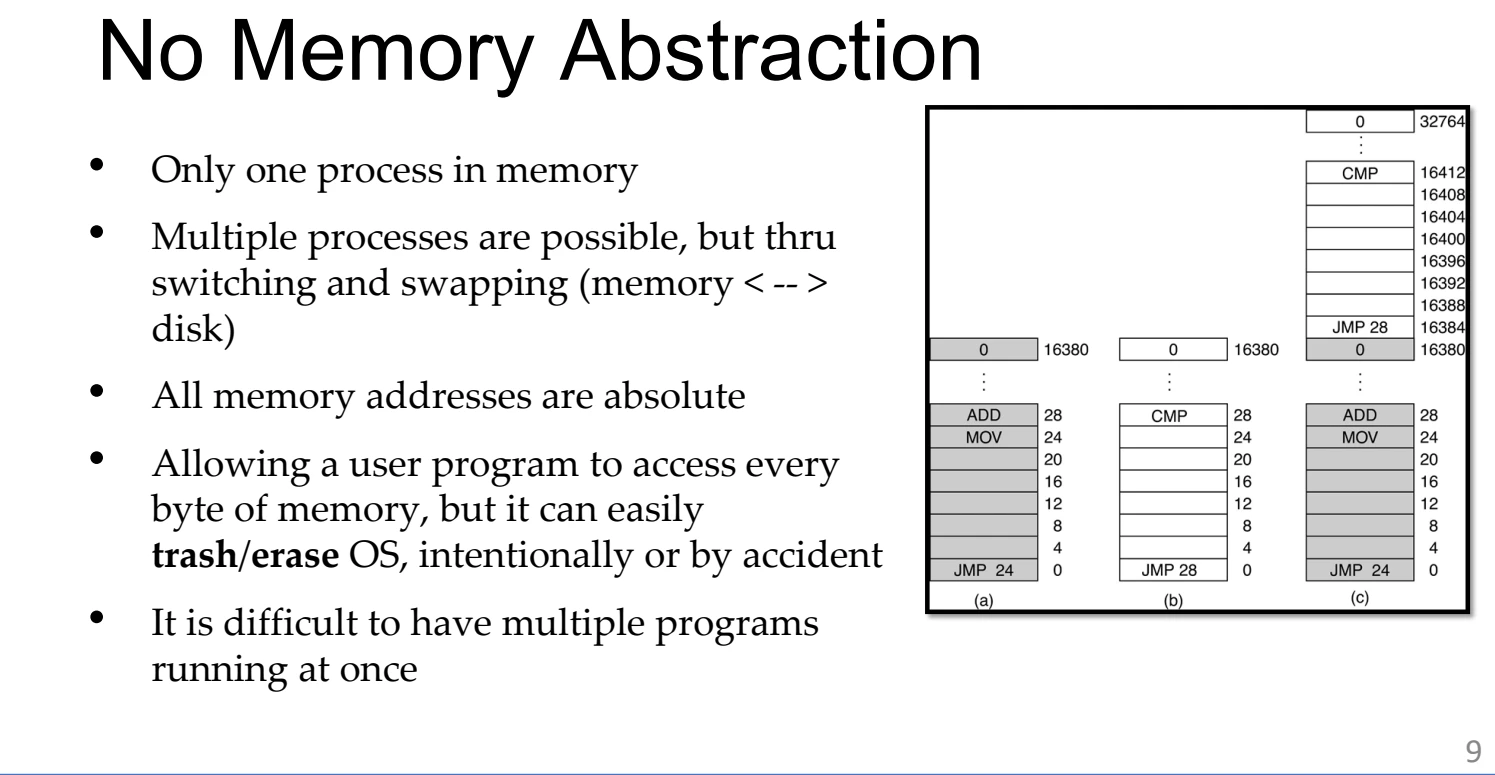 No Memory Abstraction
• Only one process in memory
• Multiple processes are possible, but thru
switching and swapping (memory < -- >
disk)
• All memory addresses are absolute
• Allowing a user program to access every
byte of memory, but it can easily
trash/erase OS, intentionally or by accident
• It is difficult to have multiple programs
running at once
0 16380
⋮
ADD 28
MOV 24
20
16
12
8
4
JMP 24 0
(a)
0 16380
⋮
CMP 28
24
20
16
12
8
4
JMP 28 0
(b)
0 32764
⋮
CMP 16412
16408
16404
16400
16396
16392
16388
JMP 28 16384
0 16380
⋮
ADD 28
MOV 24
20
16
12
8
4
JMP 24 0
(c)
9